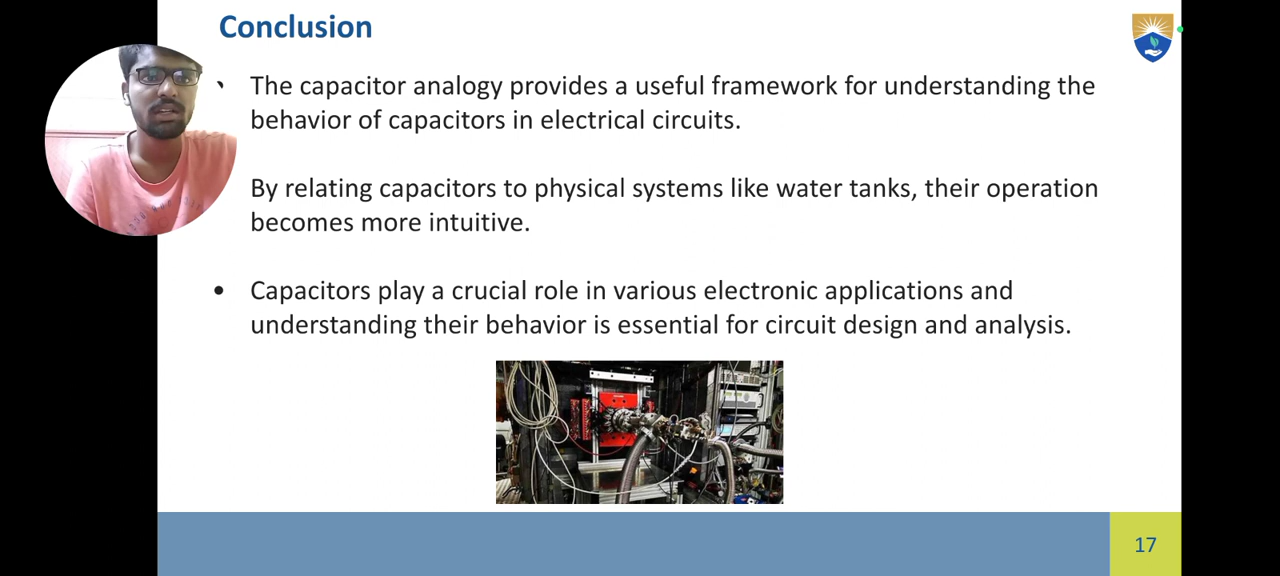 Conclusion
The capacitor analogy provides a useful framework for understanding the
behavior of capacitors in electrical circuits.
By relating capacitors to physical systems like water tanks, their operation
becomes more intuitive.
• Capacitors play a crucial role in various electronic applications and
understanding their behavior is essential for circuit design and analysis.
17